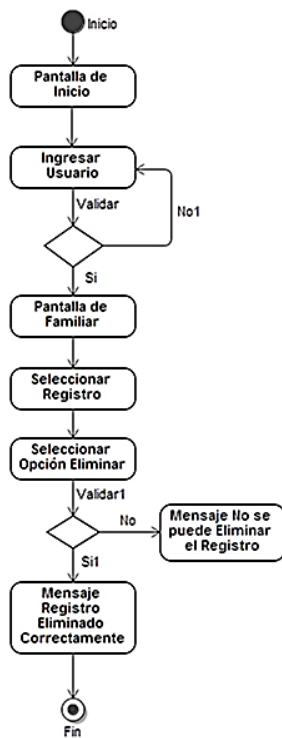 Inicio
Pantalla de
Inicio
Ingresar
Usuario
Validar
No1
Si
Pantalla de
Familiar
Seleccionar
Registro
Seleccionar
Opción Eliminar
Validar1
No
Mensaje No se
puede Eliminar
el Registro
Si1
Mensaje
Registro
Eliminado
Correctamente
Fin